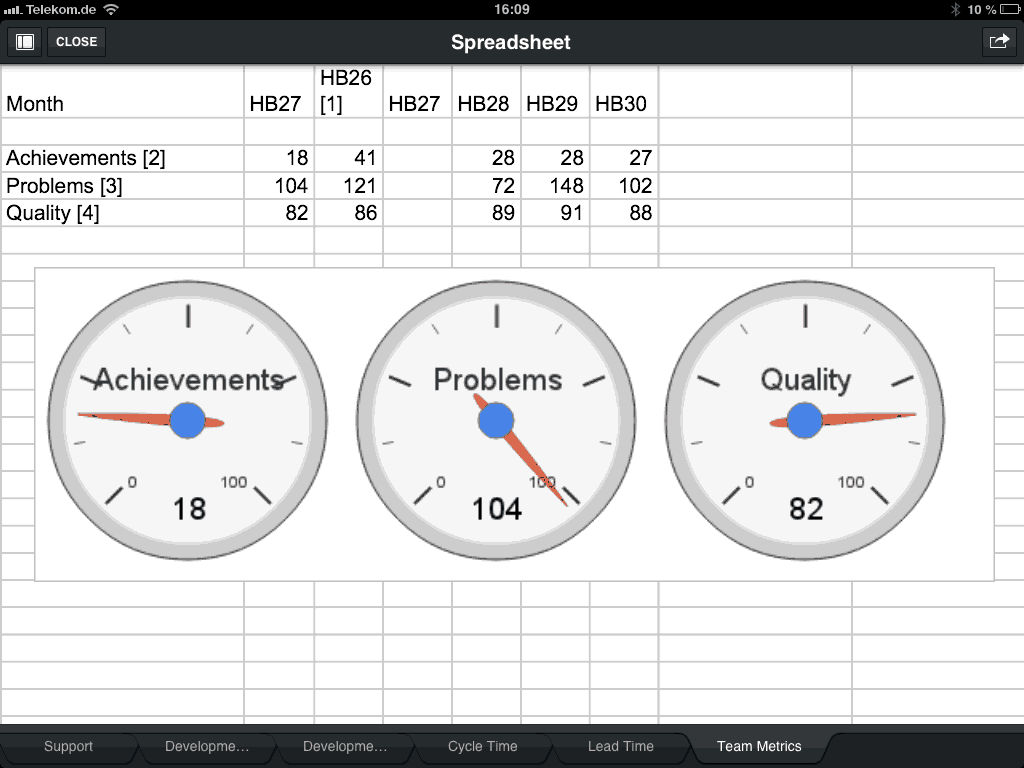 Telekom.de 16:09 10 %
CLOSE Spreadsheet
HB26
Month HB27 [1] HB27 HB28 HB29 HB30
Achievements [2] 18 41 28 28 27
Problems [3] 104 121 72 148 102
Quality [4] 82 86 89 91 88
Achievements Problems Quality
0 100 0 100 0 100
18 104 82
Support Developme... Developme... Cycle Time Lead Time Team Metrics